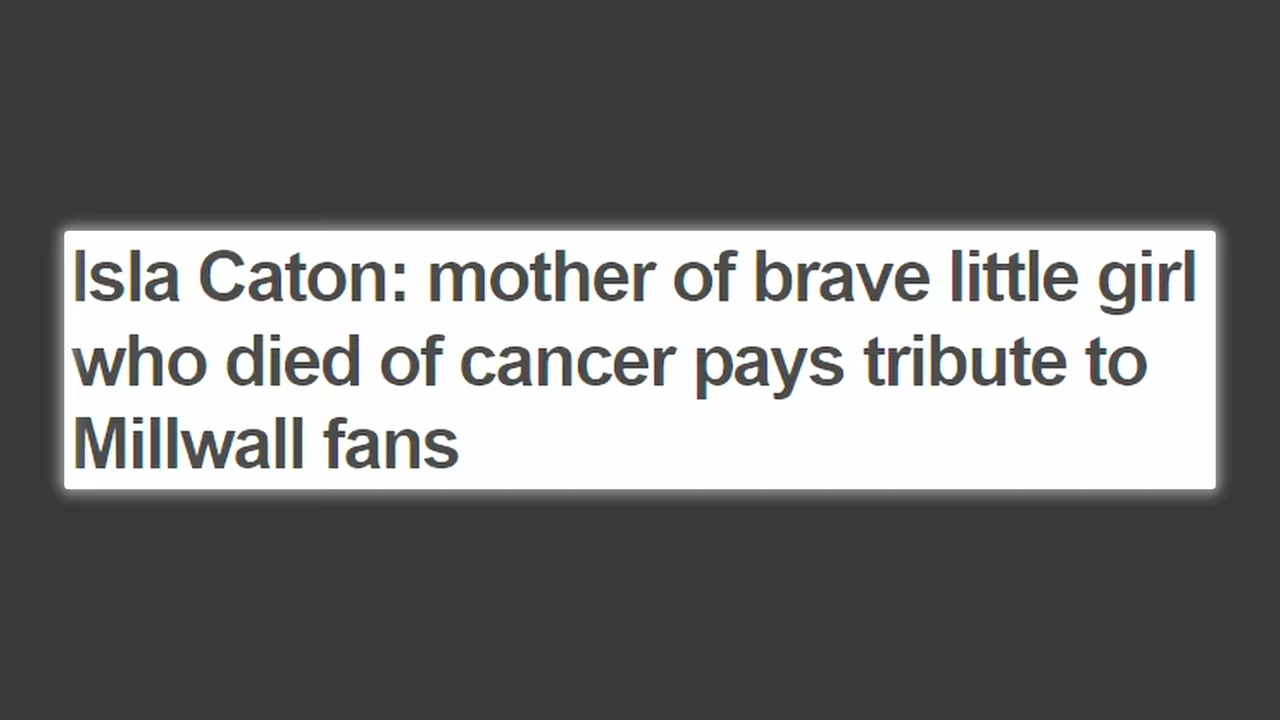 Isla Caton: mother of brave little girl
who died of cancer pays tribute to
Millwall fans